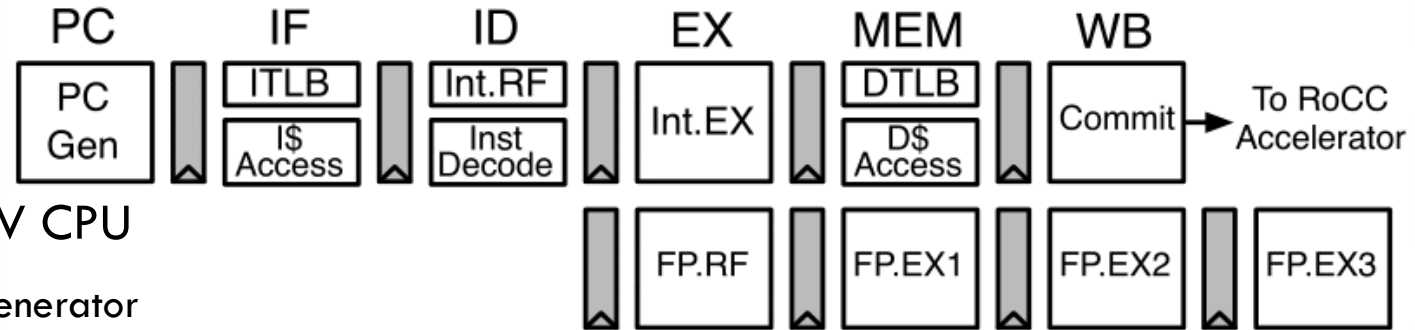 PC IF ID EX MEM WB
PC
Gen
ITLB
I$
Access
Int.RF
Inst
Decode
Int.EX
DTLB
D$
Access
Commit
To RoCC
Accelerator
V CPU
enerator
FP.RF
FP.EX1
FP.EX2
FP.EX3